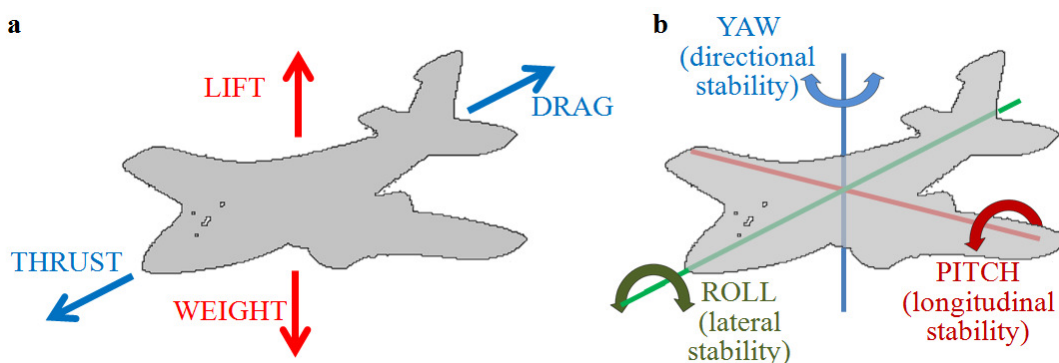 a
LIFT
DRAG
THRUST
WEIGHT
b
YAW
(directional
stability)
ROLL
(lateral
stability)
PITCH
(longitudinal
stability)